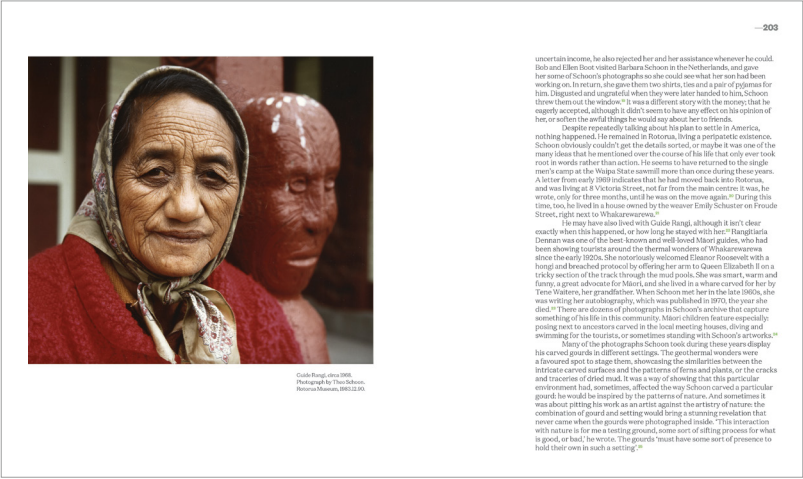 —203
uncertain income, he also rejected her and her assistance whenever he could.
Bob and Ellen Boot visited Barbara Schoon in the Netherlands, and gave
her some of Schoon's photographs so she could see what her son had been
working on. In return, she gave them two shirts, ties and a pair of pyjamas for
him. Disgusted and ungrateful when they were later handed to him, Schoon
threw them out the window. It was a different story with the money; that he
eagerly accepted, although it didn't seem to have any effect on his opinion of
her, or soften the awful things he would say about her to friends.
Despite repeatedly talking about his plan to settle in America,
nothing happened. He remained in Rotorua, living a peripatetic existence.
Schoon obviously couldn't get the details sorted, or maybe it was one of the
many ideas that he mentioned over the course of his life that only ever took
root in words rather than action. He seems to have returned to the single
men's camp at the Waipa State sawmill more than once during these years.
A letter from early 1969 indicates that he had moved back into Rotorua,
and was living at 8 Victoria Street, not far from the main centre: it was, he
wrote, only for three months, until he was on the move again. During this
time, too, he lived in a house owned by the weaver Emily Schuster on Froude
Street, right next to Whakarewarewa.
He may have also lived with Guide Rangi, although it isn't clear
exactly when this happened, or how long he stayed with her. Rangitiaria
Dennan was one of the best-known and well-loved Māori guides, who had
been showing tourists around the thermal wonders of Whakarewarewa
since the early 1920s. She notoriously welcomed Eleanor Roosevelt with a
hongi and breached protocol by offering her arm to Queen Elizabeth II on a
tricky section of the track through the mud pools. She was smart, warm and
funny, a great advocate for Māori, and she lived in a whare carved for her by
Tene Waitere, her grandfather. When Schoon met her in the late 1960s, she
was writing her autobiography, which was published in 1970, the year she
died. There are dozens of photographs in Schoon's archive that capture
something of his life in this community. Māori children feature especially:
posing next to ancestors carved in the local meeting houses, diving and
swimming for the tourists, or sometimes standing with Schoon's artworks.
Many of the photographs Schoon took during these years display
his carved gourds in different settings. The geothermal wonders were
a favoured spot to stage them, showcasing the similarities between the
intricate carved surfaces and the patterns of ferns and plants, or the cracks
and traceries of dried mud. It was a way of showing that this particular
environment had, sometimes, affected the way Schoon carved a particular
gourd: he would be inspired by the patterns of nature. And sometimes it
was about pitting his work as an artist against the artistry of nature: the
combination of gourd and setting would bring a stunning revelation that
never came when the gourds were photographed inside. 'This interaction
with nature is for me a testing ground, some sort of sifting process for what
is good, or bad,' he wrote. The gourds 'must have some sort of presence to
hold their own in such a setting'.
Guide Rangi, circa 1968.
Photograph by Theo Schoon.
Rotorua Museum, 1983.12.90.